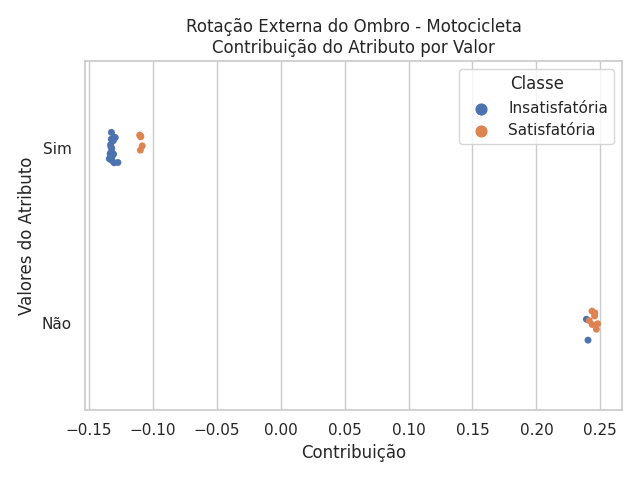 Rotação Externa do Ombro - Motocicleta
Contribuição do Atributo por Valor
Classe
Insatisfatória
Satisfatória
Valores do Atributo
Sim
Não
−0.15 −0.10 −0.05 0.00 0.05 0.10 0.15 0.20 0.25
Contribuição